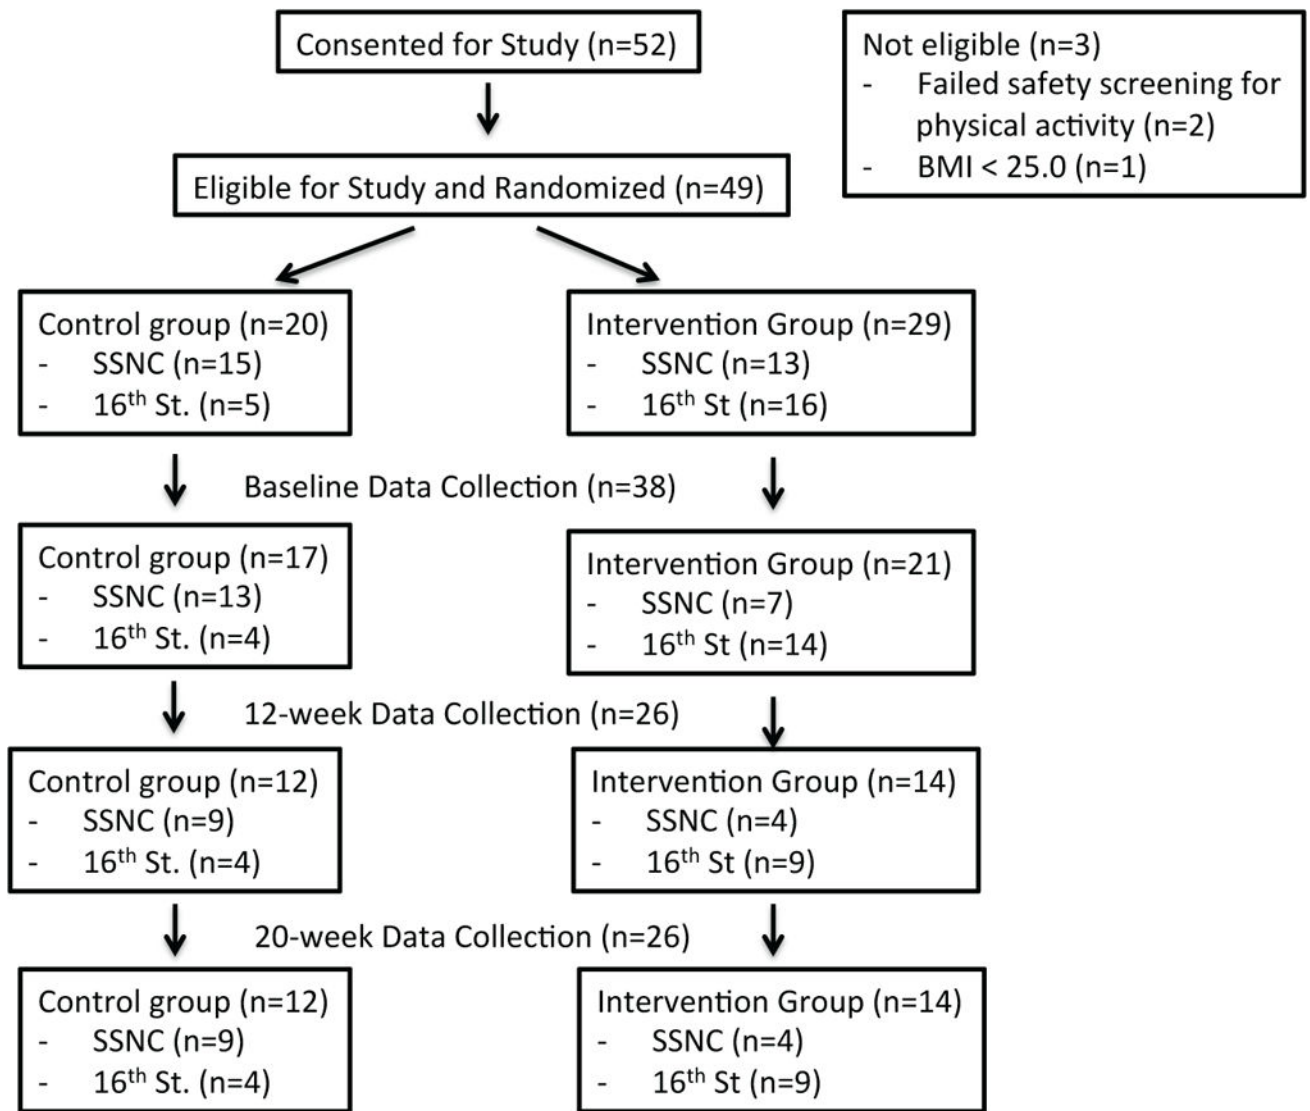 Consented for Study (n=52)
Not eligible (n=3)
- Failed safety screening for
physical activity (n=2)
- BMI < 25.0 (n=1)
Eligible for Study and Randomized (n=49)
Control group (n=20)
- SSNC (n=15)
- 16th St. (n=5)
Intervention Group (n=29)
- SSNC (n=13)
- 16th St (n=16)
Baseline Data Collection (n=38)
Control group (n=17)
- SSNC (n=13)
- 16th St. (n=4)
Intervention Group (n=21)
- SSNC (n=7)
- 16th St (n=14)
12-week Data Collection (n=26)
Control group (n=12)
- SSNC (n=9)
- 16th St. (n=4)
Intervention Group (n=14)
- SSNC (n=4)
- 16th St (n=9)
20-week Data Collection (n=26)
Control group (n=12)
- SSNC (n=9)
- 16th St. (n=4)
Intervention Group (n=14)
- SSNC (n=4)
- 16th St (n=9)